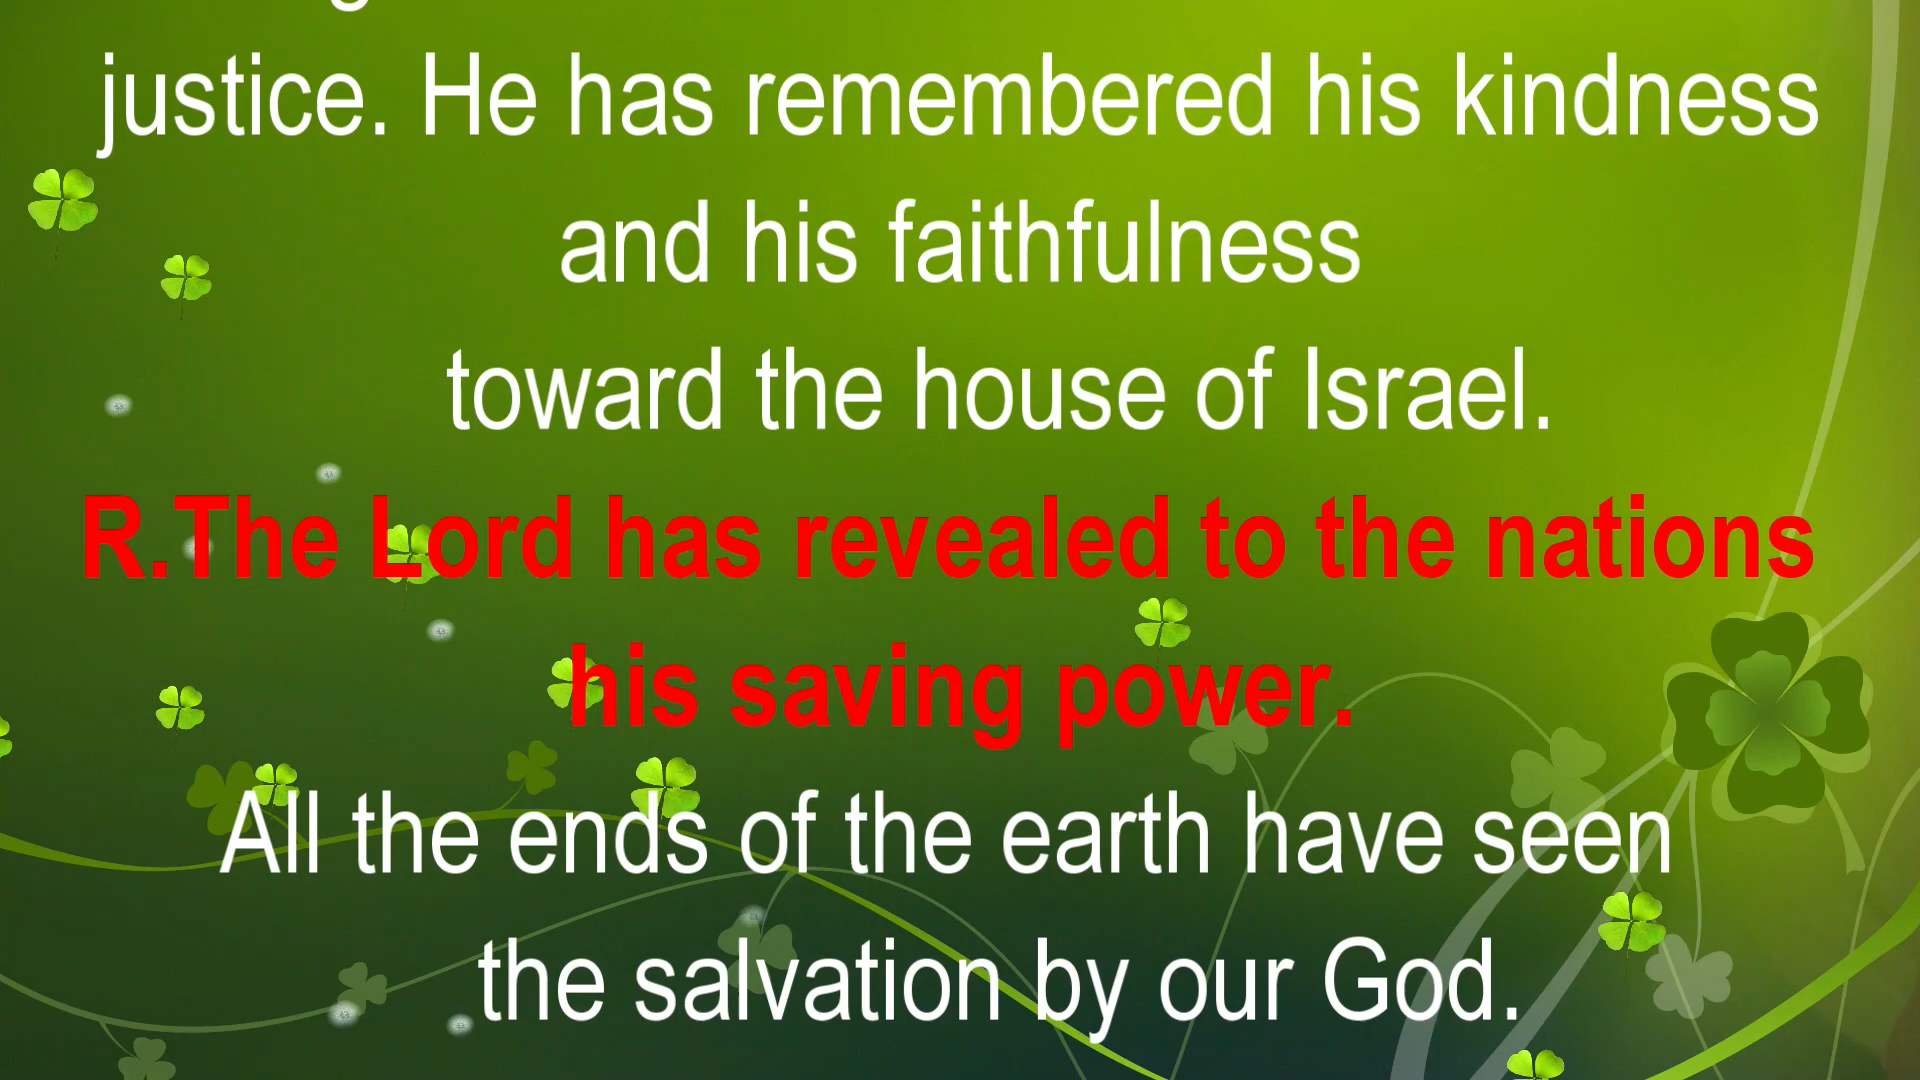 justice. He has remembered his kindness
and his faithfulness
toward the house of Israel.
R.The Lord has revealed to the nations
his saving power.
All the ends of the earth have seen
the salvation by our God.